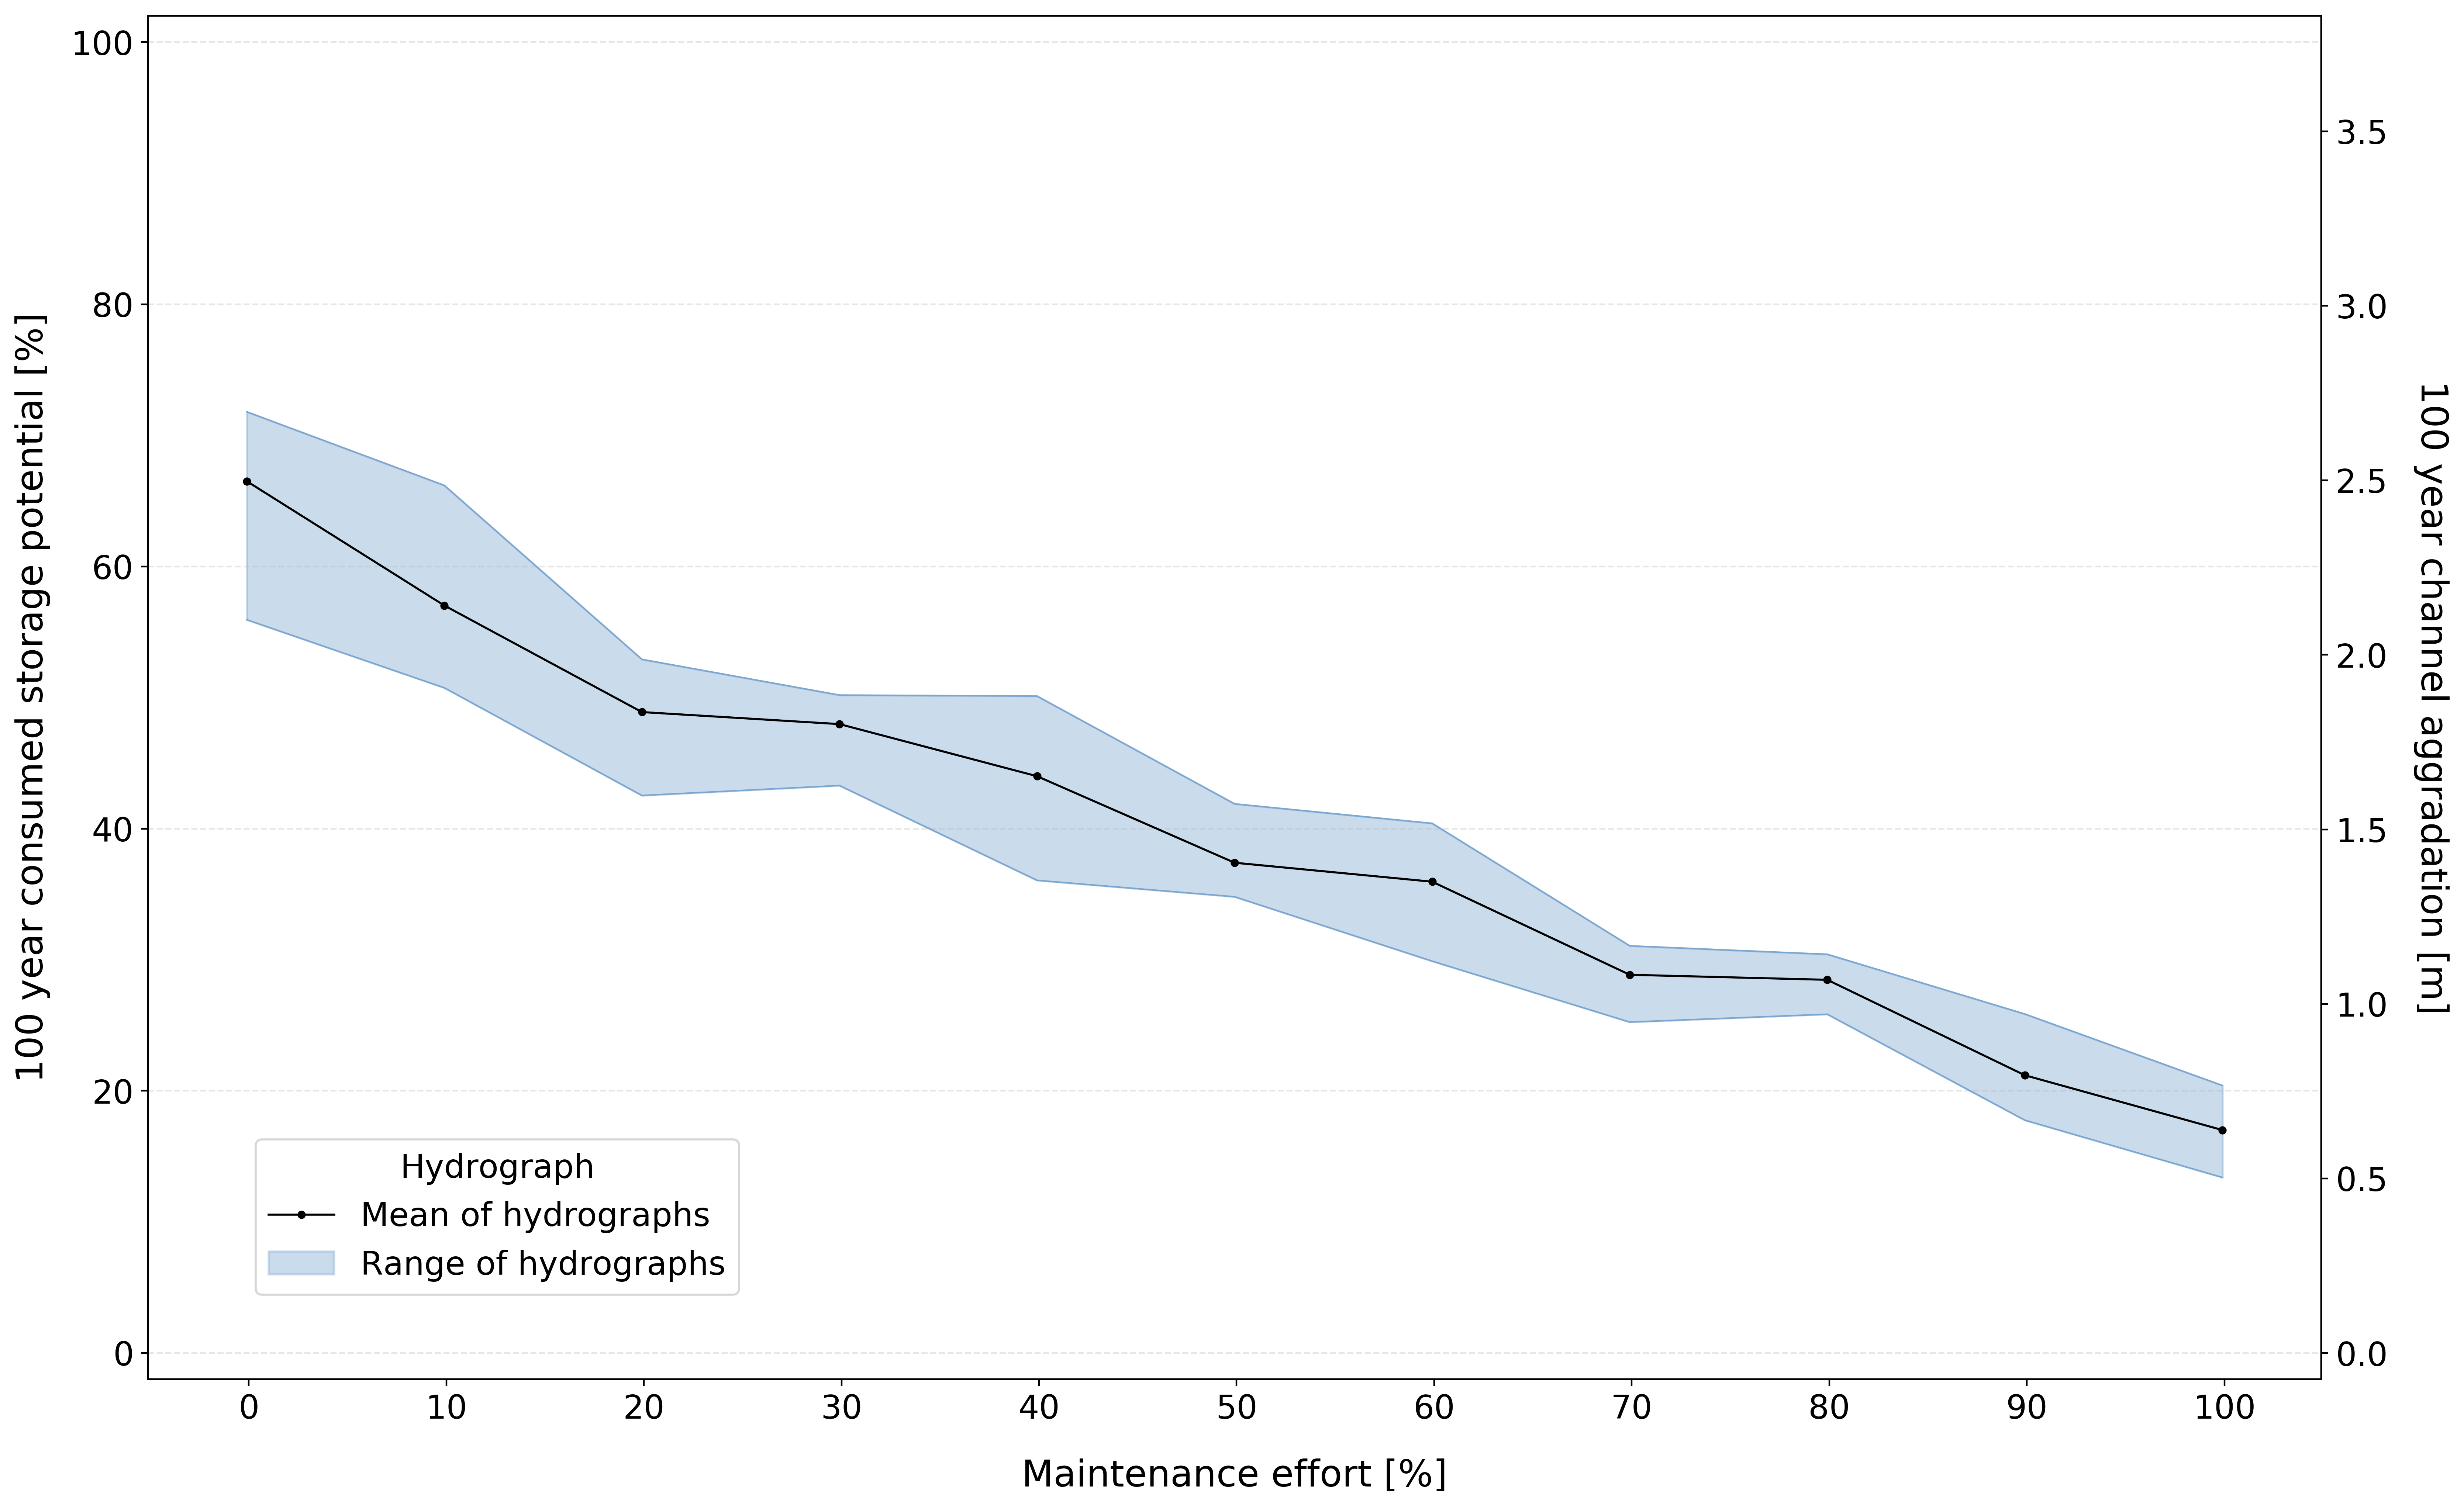 100 year consumed storage potential [%]
100
80
60
40
20
0
3.5
3.0
2.5
2.0
1.5
1.0
0.5
0.0
100 year channel aggradation [m]
Hydrograph
Mean of hydrographs
Range of hydrographs
0 10 20 30 40 50 60 70 80 90 100
Maintenance effort [%]